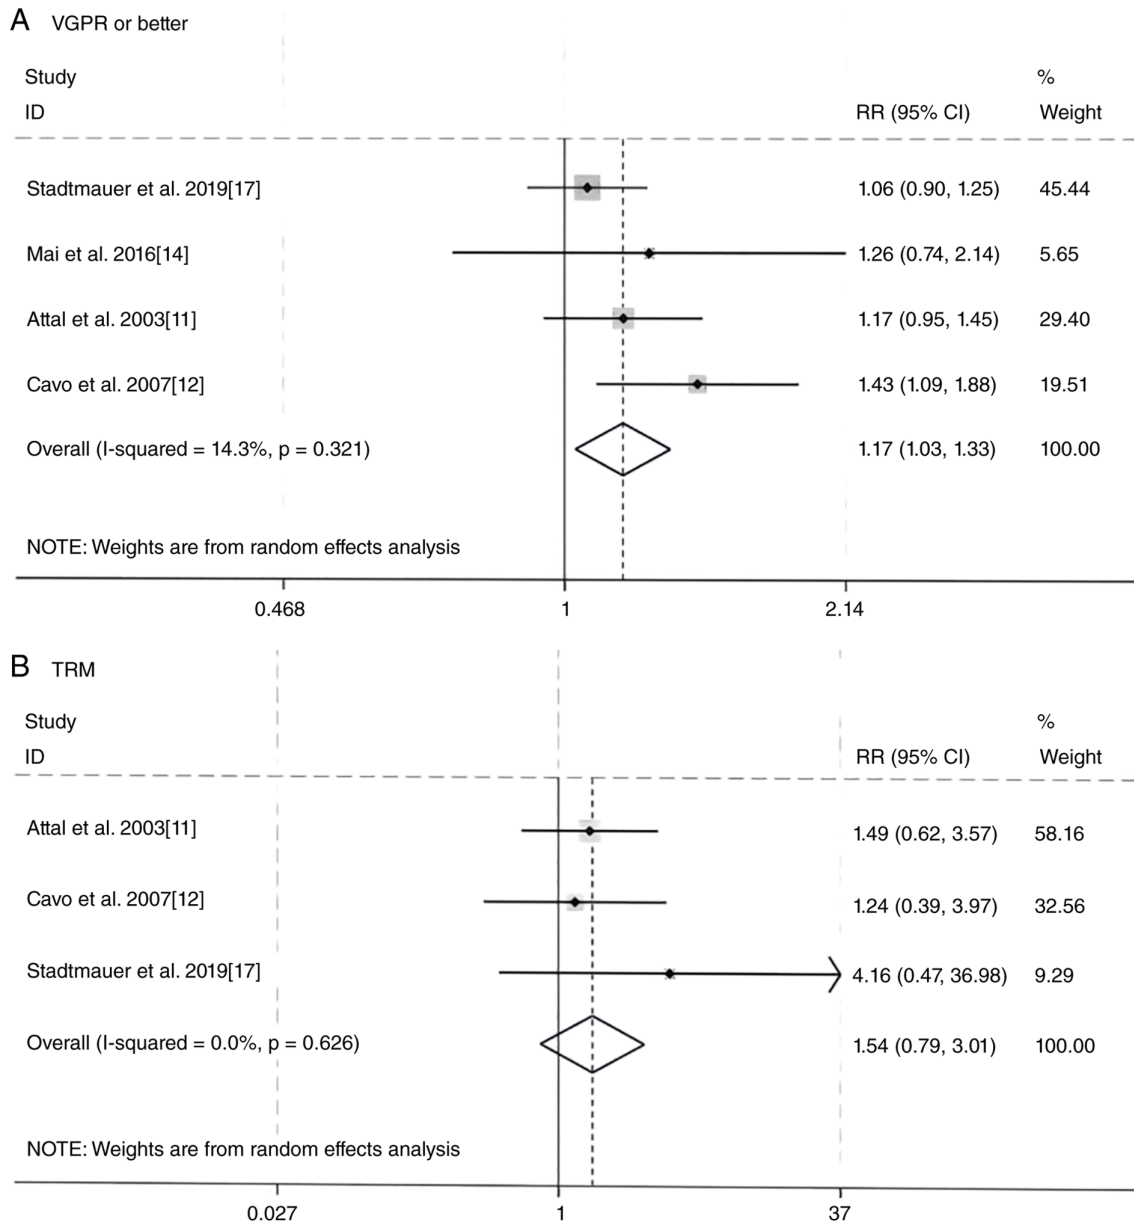 A VGPR or better
Study %
ID RR (95% CI) Weight
Stadtmauer et al. 2019[17] 1.06 (0.90, 1.25) 45.44
Mai et al. 2016[14] 1.26 (0.74, 2.14) 5.65
Attal et al. 2003[11] 1.17 (0.95, 1.45) 29.40
Cavo et al. 2007[12] 1.43 (1.09, 1.88) 19.51
Overall (I-squared = 14.3%, p = 0.321) 1.17 (1.03, 1.33) 100.00
NOTE: Weights are from random effects analysis
0.468 1 2.14
B TRM
Study %
ID RR (95% CI) Weight
Attal et al. 2003[11] 1.49 (0.62, 3.57) 58.16
Cavo et al. 2007[12] 1.24 (0.39, 3.97) 32.56
Stadtmauer et al. 2019[17] 4.16 (0.47, 36.98) 9.29
Overall (I-squared = 0.0%, p = 0.626) 1.54 (0.79, 3.01) 100.00
NOTE: Weights are from random effects analysis
0.027 1 37